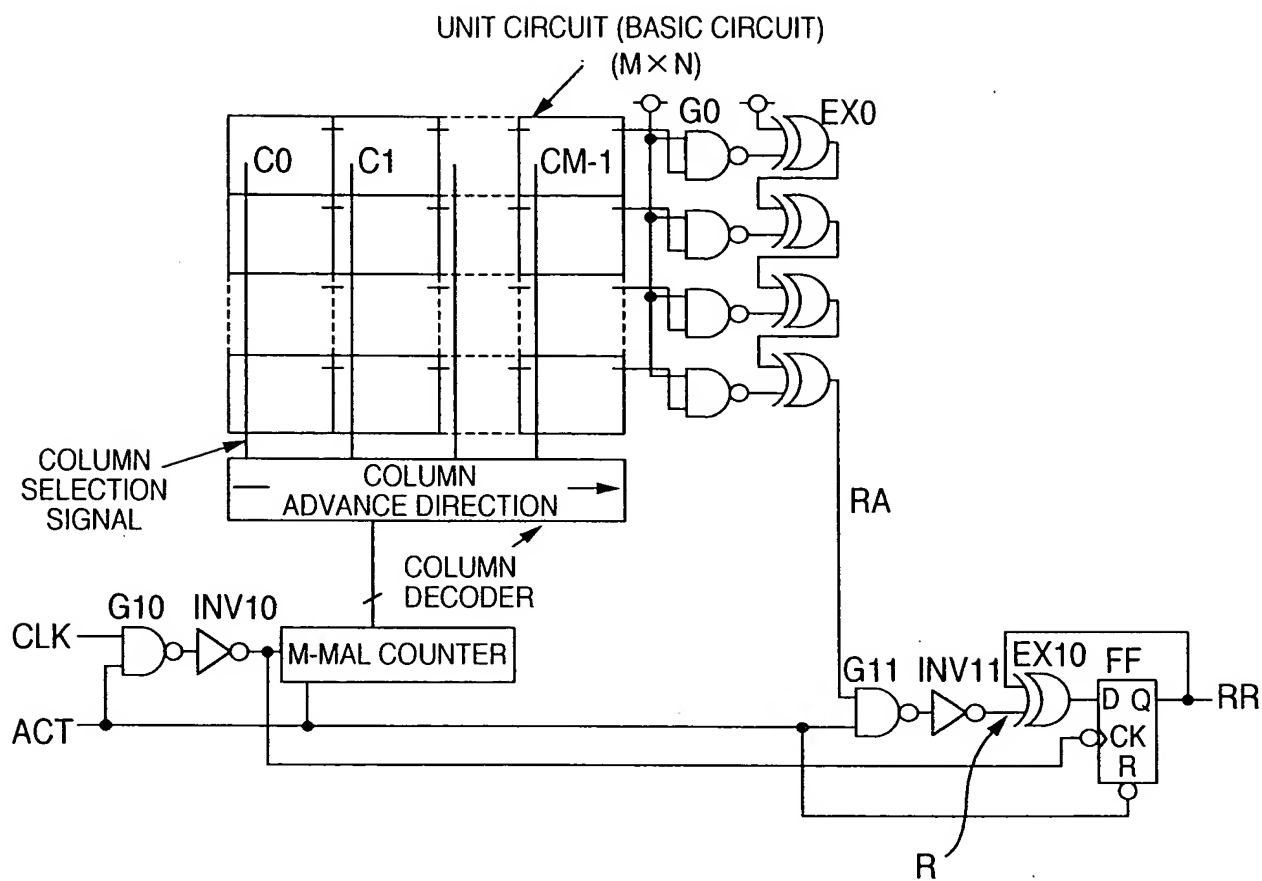 UNIT CIRCUIT (BASIC CIRCUIT)
(M×N)
G0
EX0
C0
C1
CM-1
COLUMN
SELECTION
SIGNAL
COLUMN
ADVANCE DIRECTION
RA
COLUMN
DECODER
G10
INV10
CLK
M-MAL COUNTER
G11
INV11
EX10
FF
D Q
RR
ACT
CK
R
R